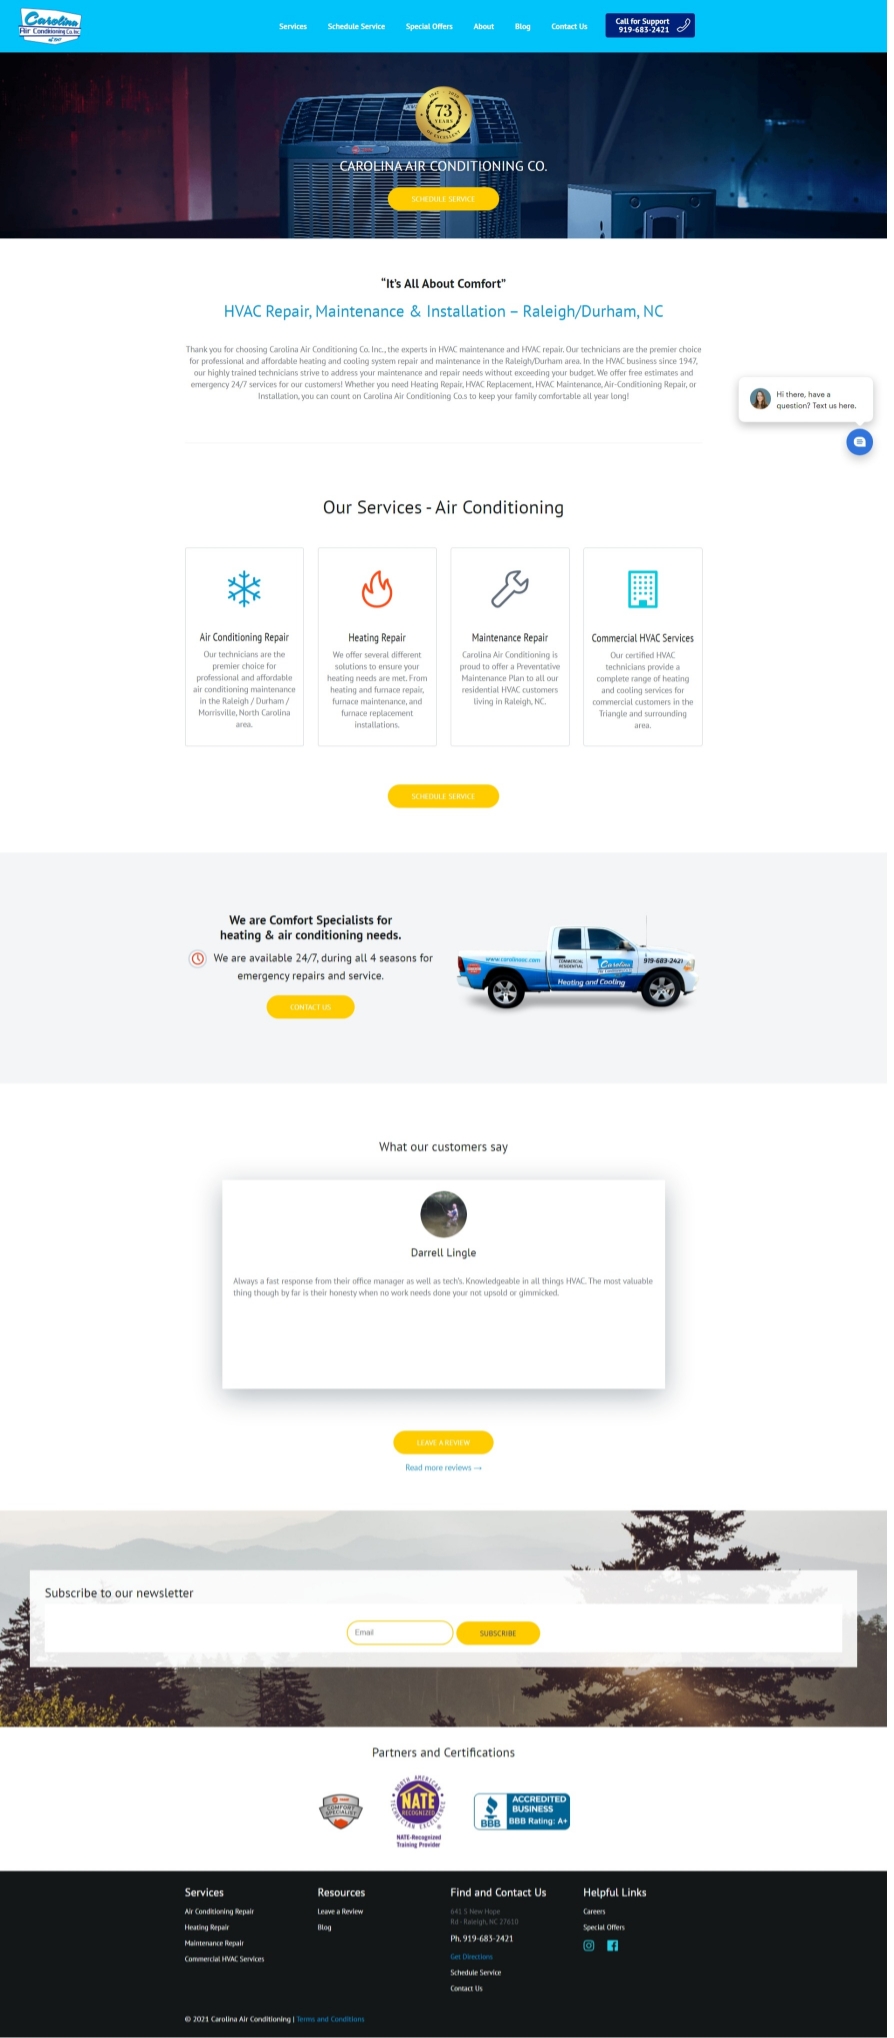 Carolina
Air Conditioning Co. Inc.
Services
Schedule Service
Special Offers
About
Blog
Contact Us
Call for Support
919-683-2421
73
YEARS
OF EXCELLENCE
CAROLINA AIR CONDITIONING CO.
SCHEDULE SERVICE
“It’s All About Comfort”
HVAC Repair, Maintenance & Installation – Raleigh/Durham, NC
Thank you for choosing Carolina Air Conditioning Co. Inc., the experts in HVAC maintenance and HVAC repair. Our technicians are the premier choice
for professional and affordable heating and cooling system repair and maintenance in the Raleigh/Durham area. In the HVAC business since 1947,
our highly trained technicians strive to address your maintenance and repair needs without exceeding your budget. We offer free estimates and
emergency 24/7 services for our customers! Whether you need Heating Repair, HVAC Replacement, HVAC Maintenance, Air-Conditioning Repair, or
Installation, you can count on Carolina Air Conditioning Co.s to keep your family comfortable all year long!
Hi there, have a
question? Text us here.
Our Services - Air Conditioning
Air Conditioning Repair
Our technicians are the
premier choice for
professional and affordable
air conditioning maintenance
in the Raleigh / Durham /
Morrisville, North Carolina
area.
Heating Repair
We offer several different
solutions to ensure your
heating needs are met. From
heating and furnace repair,
furnace maintenance, and
furnace replacement
installations.
Maintenance Repair
Carolina Air Conditioning is
proud to offer a Preventative
Maintenance Plan to all our
residential HVAC customers
living in Raleigh, NC.
Commercial HVAC Services
Our certified HVAC
technicians provide a
complete range of heating
and cooling services for
commercial customers in the
Triangle and surrounding
area.
SCHEDULE SERVICE
We are Comfort Specialists for
heating & air conditioning needs.
We are available 24/7, during all 4 seasons for
emergency repairs and service.
CONTACT US
COMMERCIAL
RESIDENTIAL
Carolina
919-683-2421
Heating and Cooling
What our customers say
Darrell Lingle
Always a fast response from their office manager as well as tech's. Knowledgeable in all things HVAC. The most valuable
thing though by far is their honesty when no work needs done your not upsold or gimmicked.
LEAVE A REVIEW
Read more reviews →
Subscribe to our newsletter
Email
SUBSCRIBE
Partners and Certifications
COMFORT
SPECIALIST
NORTH AMERICAN
TECHNICIAN EXCELLENCE
NATE
RECOGNIZED
NATE-Recognized
Training Provider
BBB
ACCREDITED
BUSINESS
BBB Rating: A+
Services
Air Conditioning Repair
Heating Repair
Maintenance Repair
Commercial HVAC Services
Resources
Leave a Review
Blog
Find and Contact Us
641 S New Hope
Rd - Raleigh, NC 27610
Ph. 919-683-2421
Get Directions
Schedule Service
Contact Us
Helpful Links
Careers
Special Offers
© 2021 Carolina Air Conditioning | Terms and Conditions